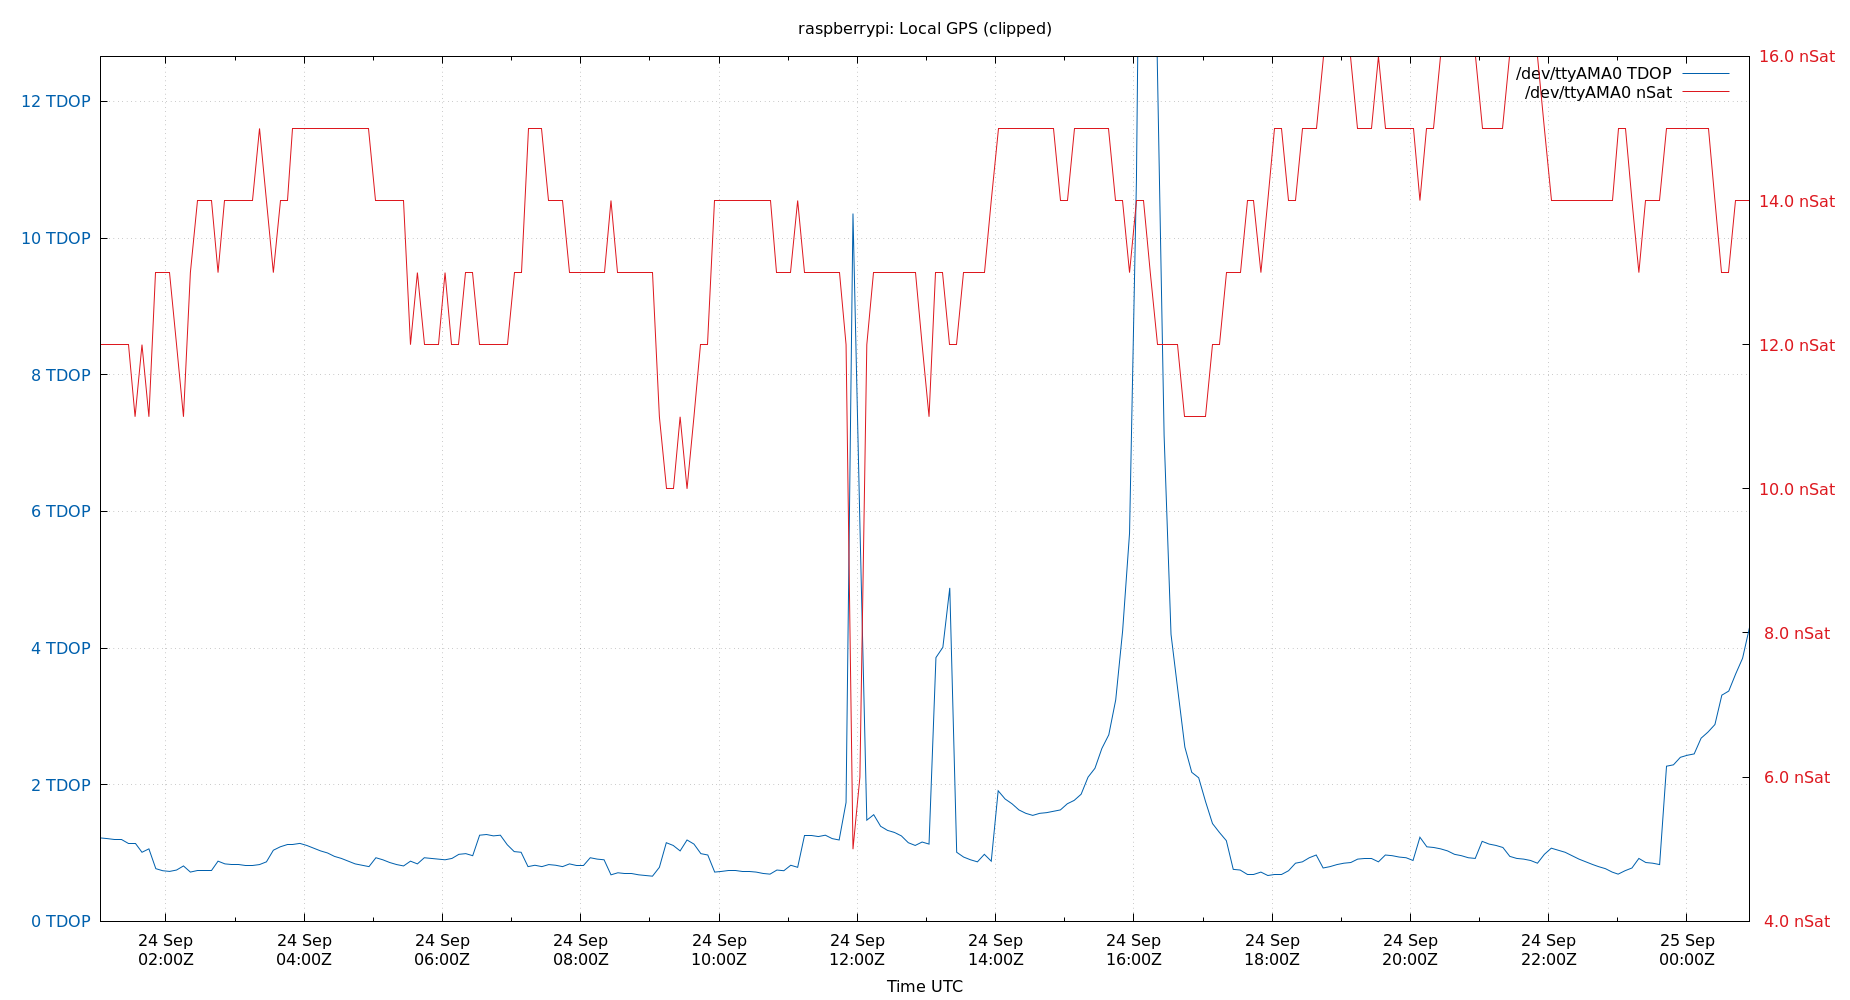 raspberrypi: Local GPS (clipped)
16.0 nSat
/dev/ttyAMA0 TDOP
/dev/ttyAMA0 nSat
12 TDOP
14.0 nSat
10 TDOP
12.0 nSat
8 TDOP
10.0 nSat
6 TDOP
8.0 nSat
4 TDOP
6.0 nSat
2 TDOP
0 TDOP
4.0 nSat
24 Sep 24 Sep 24 Sep 24 Sep 24 Sep 24 Sep 24 Sep 24 Sep 24 Sep 24 Sep 24 Sep 25 Sep
02:00Z 04:00Z 06:00Z 08:00Z 10:00Z 12:00Z 14:00Z 16:00Z 18:00Z 20:00Z 22:00Z 00:00Z
Time UTC